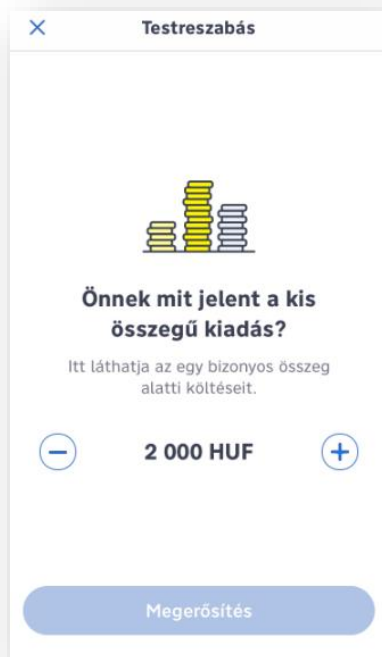 Testreszabás
Önnek mit jelent a kis
összegű kiadás?
Itt láthatja az egy bizonyos összeg
alatti költéseit.
2 000 HUF
Megerősítés